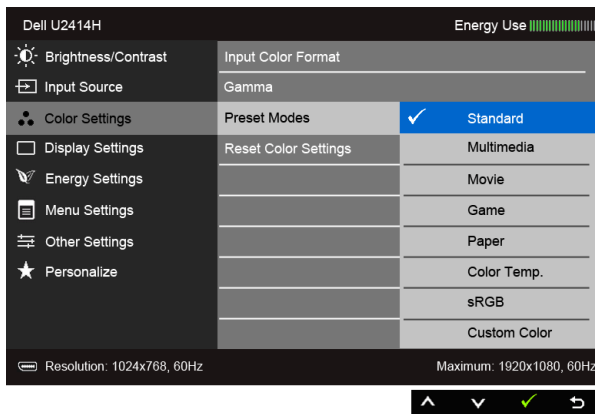 Dell U2414H Energy Use
Brightness/Contrast Input Color Format
Input Source Gamma
Color Settings Preset Modes Standard
Display Settings Reset Color Settings Multimedia
Energy Settings Movie
Menu Settings Game
Other Settings Paper
Personalize Color Temp.
sRGB
Custom Color
Resolution: 1024x768, 60Hz Maximum: 1920x1080, 60Hz